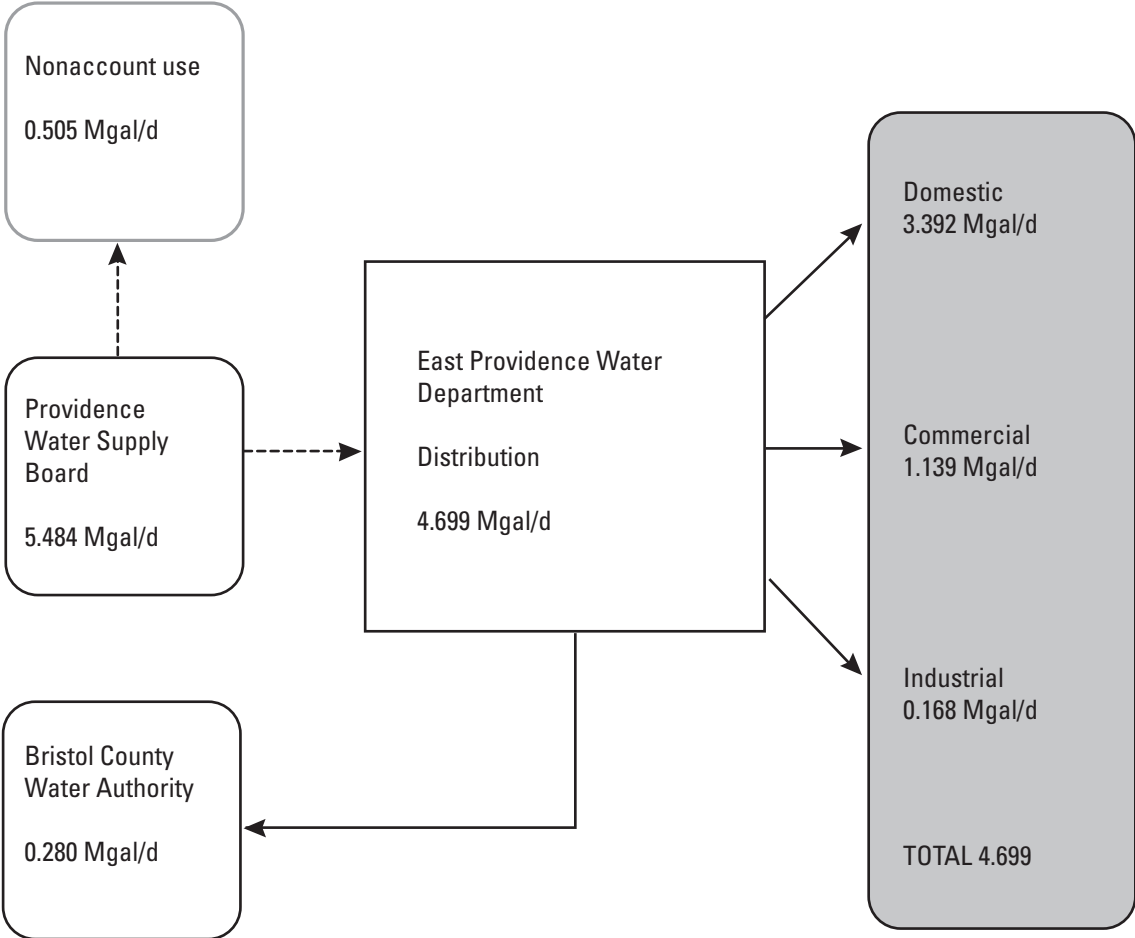 Nonaccount use
0.505 Mgal/d
Providence
Water Supply
Board
5.484 Mgal/d
East Providence Water
Department
Distribution
4.699 Mgal/d
Bristol County
Water Authority
0.280 Mgal/d
Domestic
3.392 Mgal/d
Commercial
1.139 Mgal/d
Industrial
0.168 Mgal/d
TOTAL 4.699